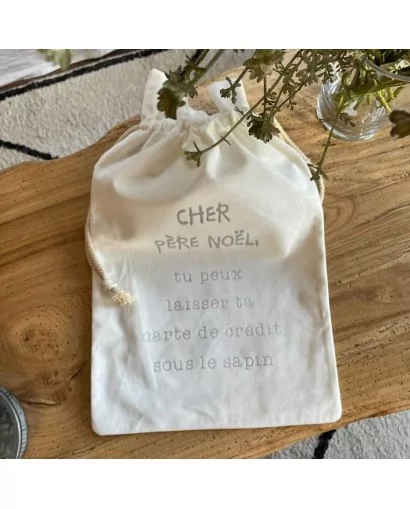 CHER
PÈRE NOËL,
tu peux
laisser ta
carte de crédit
sous le sapin